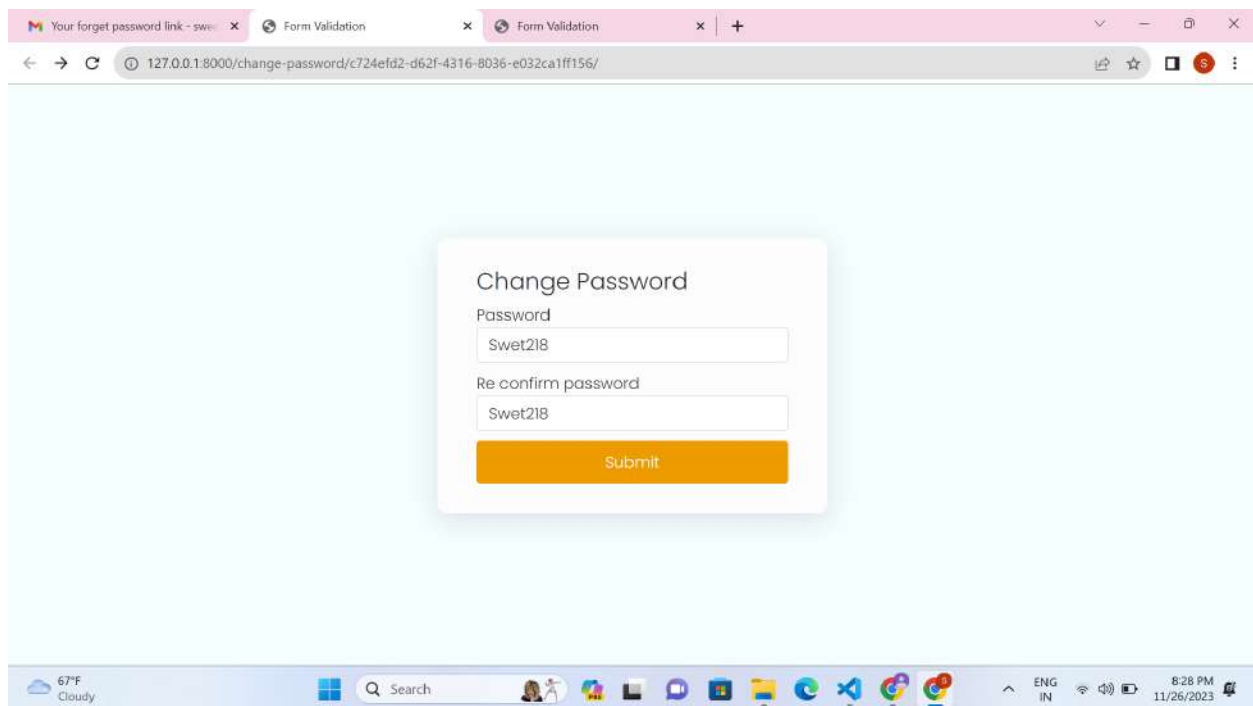 Your forget password link - swe
Form Validation
Form Validation
127.0.0.1:8000/change-password/c724efd2-d62f-4316-8036-e032ca1ff156/
S
Change Password
Password
Swet218
Re confirm password
Swet218
Submit
67°F
Cloudy
Search
ENG
IN
8:28 PM
11/26/2023